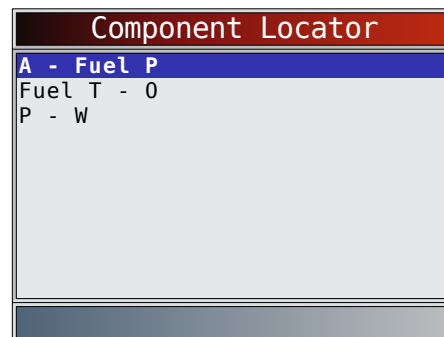 Component Locator
A - Fuel P
Fuel T - O
P - W